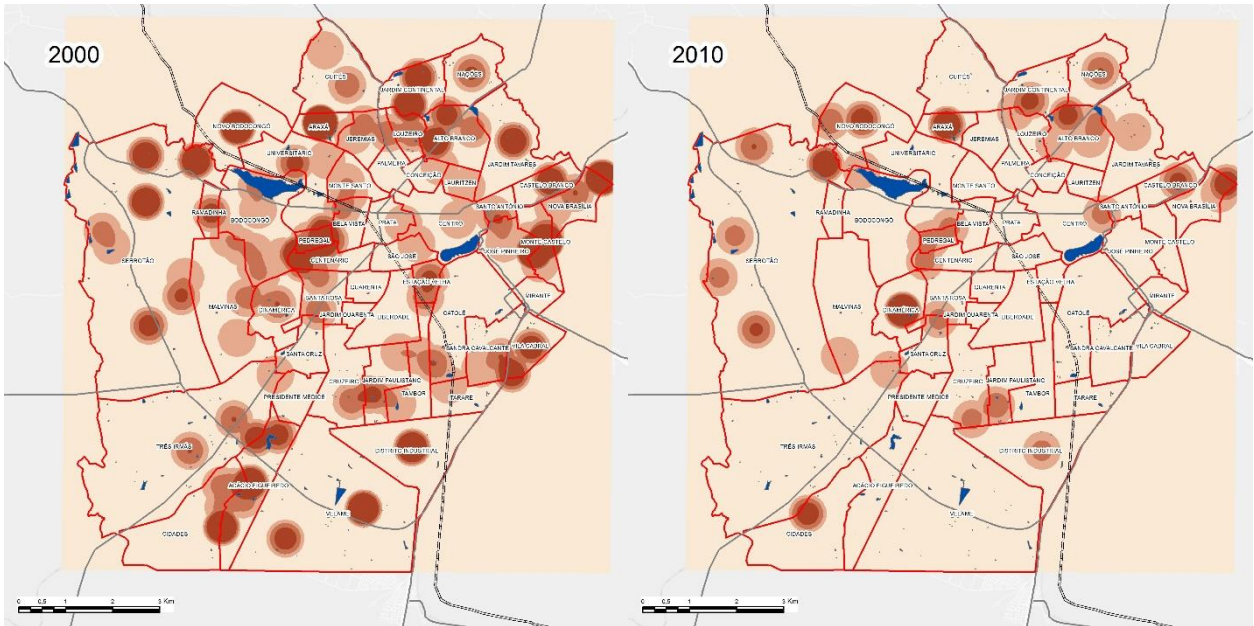 2000
CUITÉS
NAÇÕES
JARDIM CONTINENTAL
NOVO BODOCONGÓ
ARAXÁ
JEREMIAS
LOUZEIRO
ALTO BRANCO
UNIVERSITÁRIO
PALMEIRA
JARDIM TAVARES
CONCEIÇÃO
LAURITZEN
CASTELO BRANCO
MONTE SANTO
RAMADINHA
BODOCONGÓ
PRATA
SANTO ANTÔNIO
NOVA BRASÍLIA
BELA VISTA
CENTRO
PEDREGAL
MONTE CASTELO
JOSÉ PINHEIRO
SERROTÃO
CENTENÁRIO
SÃO JOSÉ
ESTAÇÃO VELHA
QUARENTA
MALVINAS
DINAMÉRICA
SANTA ROSA
MIRANTE
JARDIM QUARENTA
LIBERDADE
CATOLÉ
SANDRA CAVALCANTE
VILA CABRAL
SANTA CRUZ
CRUZEIRO
JARDIM PAULISTANO
PRESIDENTE MÉDICE
TAMBOR
TARARE
TRÊS IRMÃS
DISTRITO INDUSTRIAL
ACÁCIO FIGUEIREDO
VELAME
CIDADES
0 0,5 1 2 3 Km
2010
CUITÉS
NAÇÕES
JARDIM CONTINENTAL
NOVO BODOCONGÓ
ARAXÁ
JEREMIAS
LOUZEIRO
ALTO BRANCO
UNIVERSITÁRIO
PALMEIRA
JARDIM TAVARES
CONCEIÇÃO
LAURITZEN
CASTELO BRANCO
MONTE SANTO
RAMADINHA
BODOCONGÓ
PRATA
SANTO ANTÔNIO
NOVA BRASÍLIA
BELA VISTA
CENTRO
PEDREGAL
MONTE CASTELO
JOSÉ PINHEIRO
SERROTÃO
CENTENÁRIO
SÃO JOSÉ
ESTAÇÃO VELHA
QUARENTA
MALVINAS
DINAMÉRICA
SANTA ROSA
MIRANTE
JARDIM QUARENTA
LIBERDADE
CATOLÉ
SANDRA CAVALCANTE
VILA CABRAL
SANTA CRUZ
CRUZEIRO
JARDIM PAULISTANO
PRESIDENTE MÉDICE
TAMBOR
TARARE
TRÊS IRMÃS
DISTRITO INDUSTRIAL
ACÁCIO FIGUEIREDO
VELAME
CIDADES
0 0,5 1 2 3 Km